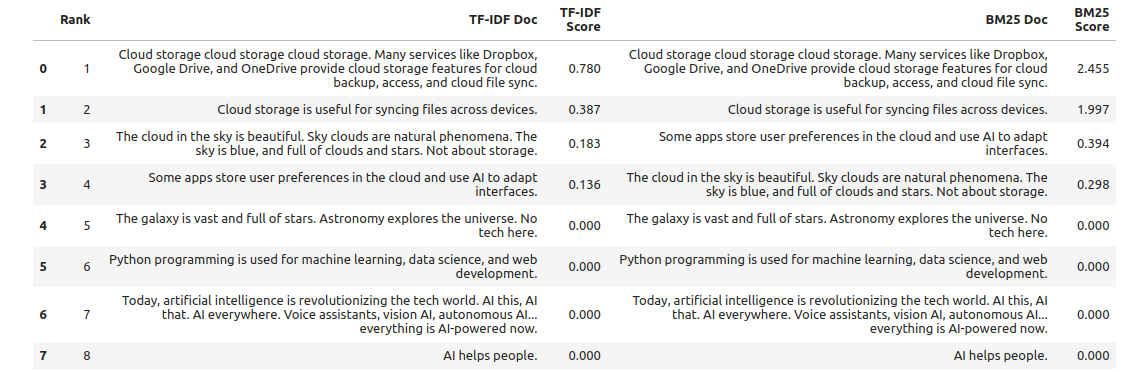 Rank TF-IDF Doc TF-IDF Score BM25 Doc BM25 Score
0 1 Cloud storage cloud storage cloud storage. Many services like Dropbox, Google Drive, and OneDrive provide cloud storage features for cloud backup, access, and cloud file sync. 0.780 Cloud storage cloud storage cloud storage. Many services like Dropbox, Google Drive, and OneDrive provide cloud storage features for cloud backup, access, and cloud file sync. 2.455
1 2 Cloud storage is useful for syncing files across devices. 0.387 Cloud storage is useful for syncing files across devices. 1.997
2 3 The cloud in the sky is beautiful. Sky clouds are natural phenomena. The sky is blue, and full of clouds and stars. Not about storage. 0.183 Some apps store user preferences in the cloud and use AI to adapt interfaces. 0.394
3 4 Some apps store user preferences in the cloud and use AI to adapt interfaces. 0.136 The cloud in the sky is beautiful. Sky clouds are natural phenomena. The sky is blue, and full of clouds and stars. Not about storage. 0.298
4 5 The galaxy is vast and full of stars. Astronomy explores the universe. No tech here. 0.000 The galaxy is vast and full of stars. Astronomy explores the universe. No tech here. 0.000
5 6 Python programming is used for machine learning, data science, and web development. 0.000 Python programming is used for machine learning, data science, and web development. 0.000
6 7 Today, artificial intelligence is revolutionizing the tech world. AI this, AI that. AI everywhere. Voice assistants, vision AI, autonomous AI... everything is AI-powered now. 0.000 Today, artificial intelligence is revolutionizing the tech world. AI this, AI that. AI everywhere. Voice assistants, vision AI, autonomous AI... everything is AI-powered now. 0.000
7 8 AI helps people. 0.000 AI helps people. 0.000